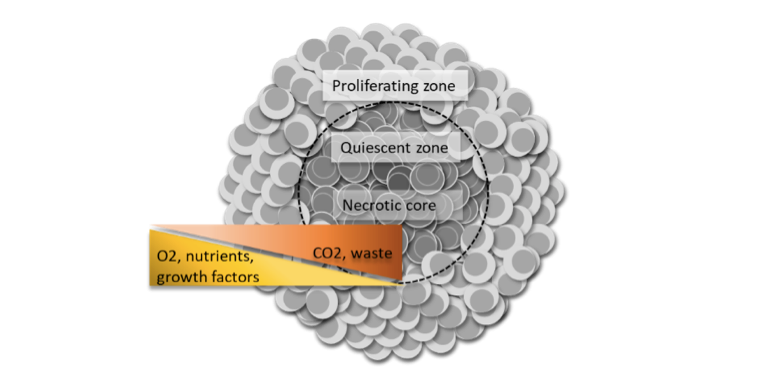 Proliferating zone
Quiescent zone
Necrotic core
CO2, waste
O2, nutrients,
growth factors